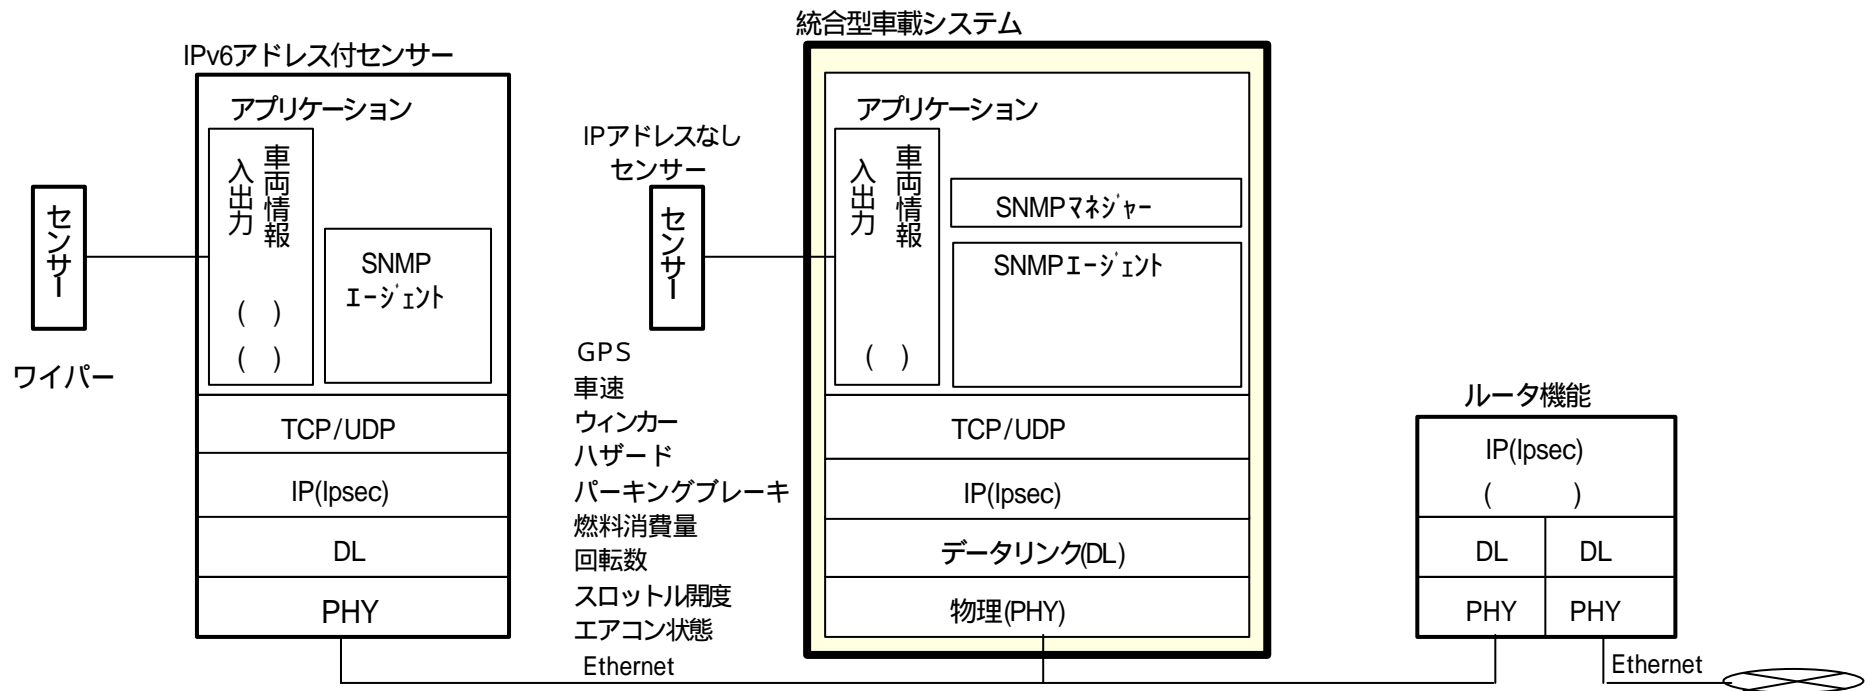 統合型車載システム
IPv6アドレス付センサー
アプリケーション
車両情報
入出力
(　)
(　)
SNMP
ｴｰｼﾞｪﾝﾄ
センサー
ワイパー
TCP/UDP
IP(Ipsec)
DL
PHY
IPアドレスなし
センサー
センサー
GPS
車速
ウィンカー
ハザード
パーキングブレーキ
燃料消費量
回転数
スロットル開度
エアコン状態
Ethernet
アプリケーション
車両情報
入出力
(　)
SNMPﾏﾈｼﾞｬｰ
SNMPｴｰｼﾞｪﾝﾄ
TCP/UDP
IP(Ipsec)
データリンク(DL)
物理(PHY)
ルータ機能
IP(Ipsec)
(　　　)
DL DL
PHY PHY
Ethernet